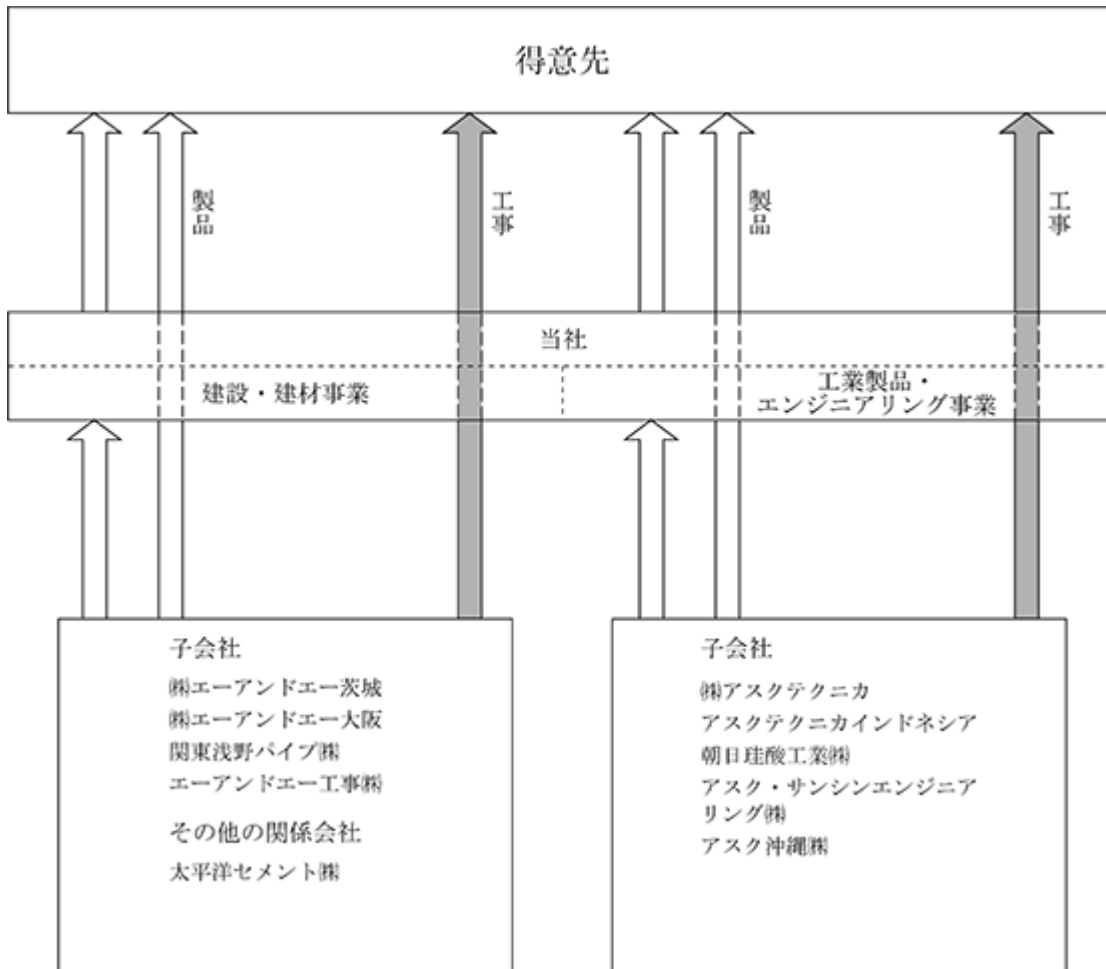 得意先
製品
工事
製品
工事
当社
建設・建材事業
工業製品・
エンジニアリング事業
子会社
㈱エーアンドエー茨城
㈱エーアンドエー大阪
関東浅野パイプ㈱
エーアンドエー工事㈱
その他の関係会社
太平洋セメント㈱
子会社
㈱アスクテクニカ
アスクテクニカインドネシア
朝日珪酸工業㈱
アスク・サンシンエンジニア
リング㈱
アスク沖縄㈱